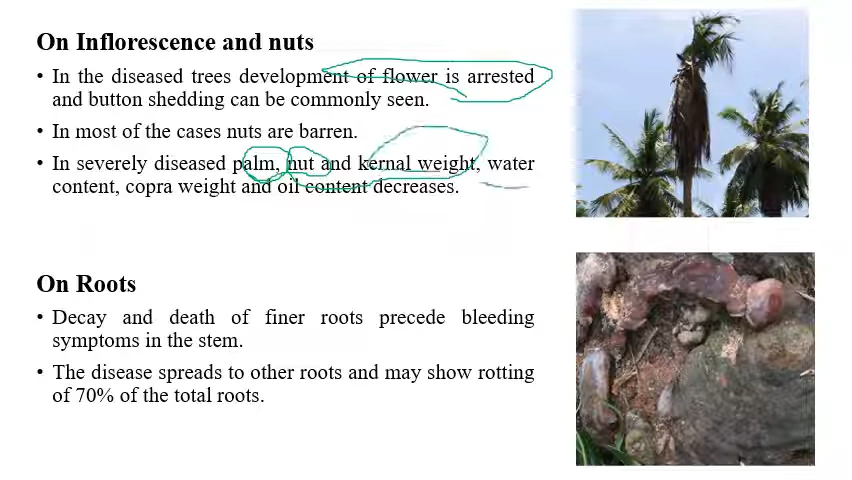 On Inflorescence and nuts
• In the diseased trees development of flower is arrested
and button shedding can be commonly seen.
• In most of the cases nuts are barren.
• In severely diseased palm, nut and kernal weight, water
content, copra weight and oil content decreases.
On Roots
• Decay and death of finer roots precede bleeding
symptoms in the stem.
• The disease spreads to other roots and may show rotting
of 70% of the total roots.